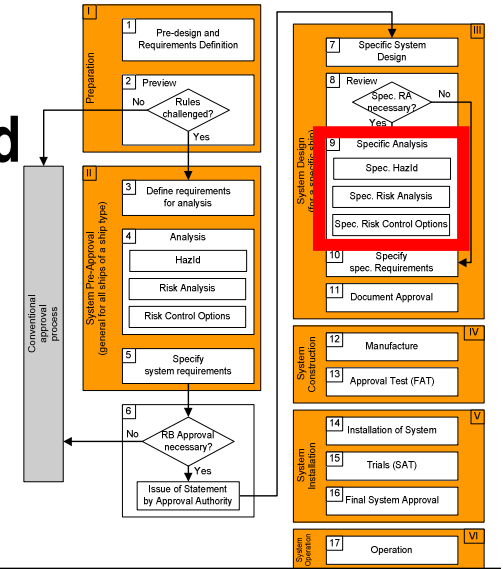 I
Preparation
1
Pre-design and
Requirements Definition
2
Preview
Rules
challenged?
No
Yes
d
Conventional
approval
process
II
System Pre-Approval
(general for all ships of a ship type)
3
Define requirements
for analysis
4
Analysis
HazId
Risk Analysis
Risk Control Options
5
Specify
system requirements
6
RB Approval
necessary?
No
Yes
Issue of Statement
by Approval Authority
III
System Design
(for a specific ship)
7
Specific System
Design
8
Review
Spec. RA
necessary?
No
Yes
9
Specific Analysis
Spec. HazId
Spec. Risk Analysis
Spec. Risk Control Options
10
Specify
spec. Requirements
11
Document Approval
IV
System
Construction
12
Manufacture
13
Approval Test (FAT)
V
System
Installation
14
Installation of System
15
Trials (SAT)
16
Final System Approval
VI
System
Operation
17
Operation